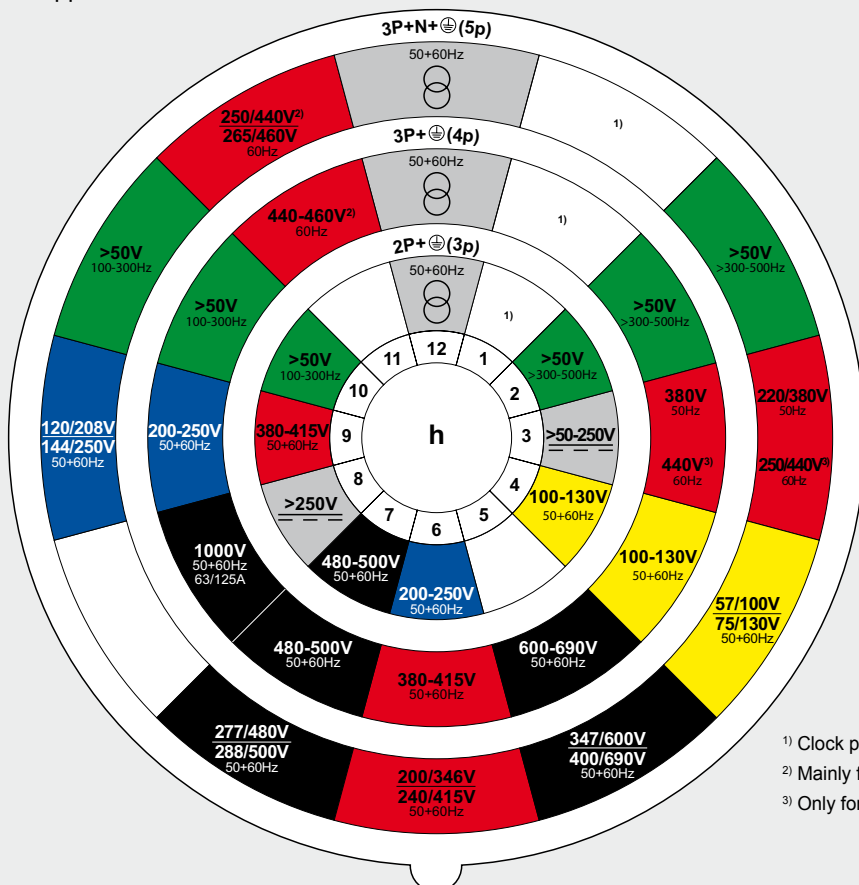 3P+N+⏚(5p)
50+60Hz
1)
>50V
>300-500Hz
220/380V
50Hz
250/440V³⁾
60Hz
57/100V
75/130V
50+60Hz
347/600V
400/690V
50+60Hz
200/346V
240/415V
50+60Hz
277/480V
288/500V
50+60Hz
120/208V
144/250V
50+60Hz
>50V
100-300Hz
250/440V²⁾
265/460V
60Hz
3P+⏚(4p)
50+60Hz
1)
>50V
>300-500Hz
380V
50Hz
440V³⁾
60Hz
100-130V
50+60Hz
600-690V
50+60Hz
380-415V
50+60Hz
480-500V
50+60Hz
1000V
50+60Hz
63/125A
200-250V
50+60Hz
>50V
100-300Hz
440-460V²⁾
60Hz
2P+⏚(3p)
50+60Hz
1)
>50V
>300-500Hz
>50-250V
100-130V
50+60Hz
200-250V
50+60Hz
480-500V
50+60Hz
>250V
380-415V
50+60Hz
>50V
100-300Hz
12
1
2
3
4
5
6
7
8
9
10
11
h
1) Clock p
2) Mainly f
3) Only for